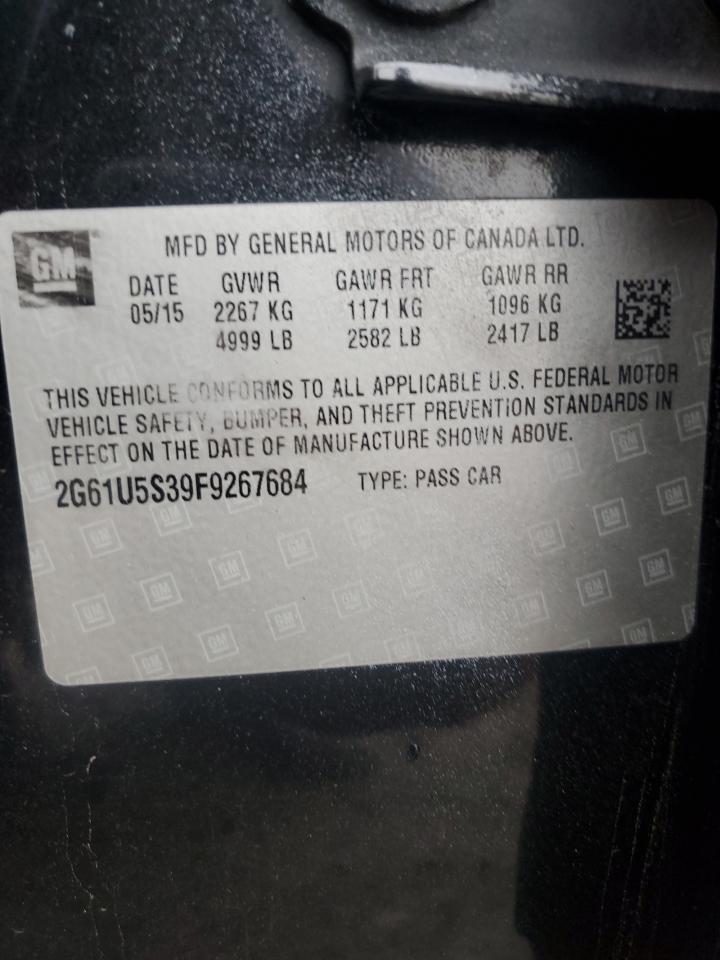 GM
MFD BY GENERAL MOTORS OF CANADA LTD.
DATE GVWR GAWR FRT GAWR RR
05/15 2267 KG 1171 KG 1096 KG
4999 LB 2582 LB 2417 LB
THIS VEHICLE CONFORMS TO ALL APPLICABLE U.S. FEDERAL MOTOR
VEHICLE SAFETY, BUMPER, AND THEFT PREVENTION STANDARDS IN
EFFECT ON THE DATE OF MANUFACTURE SHOWN ABOVE.
2G61U5S39F9267684 TYPE: PASS CAR